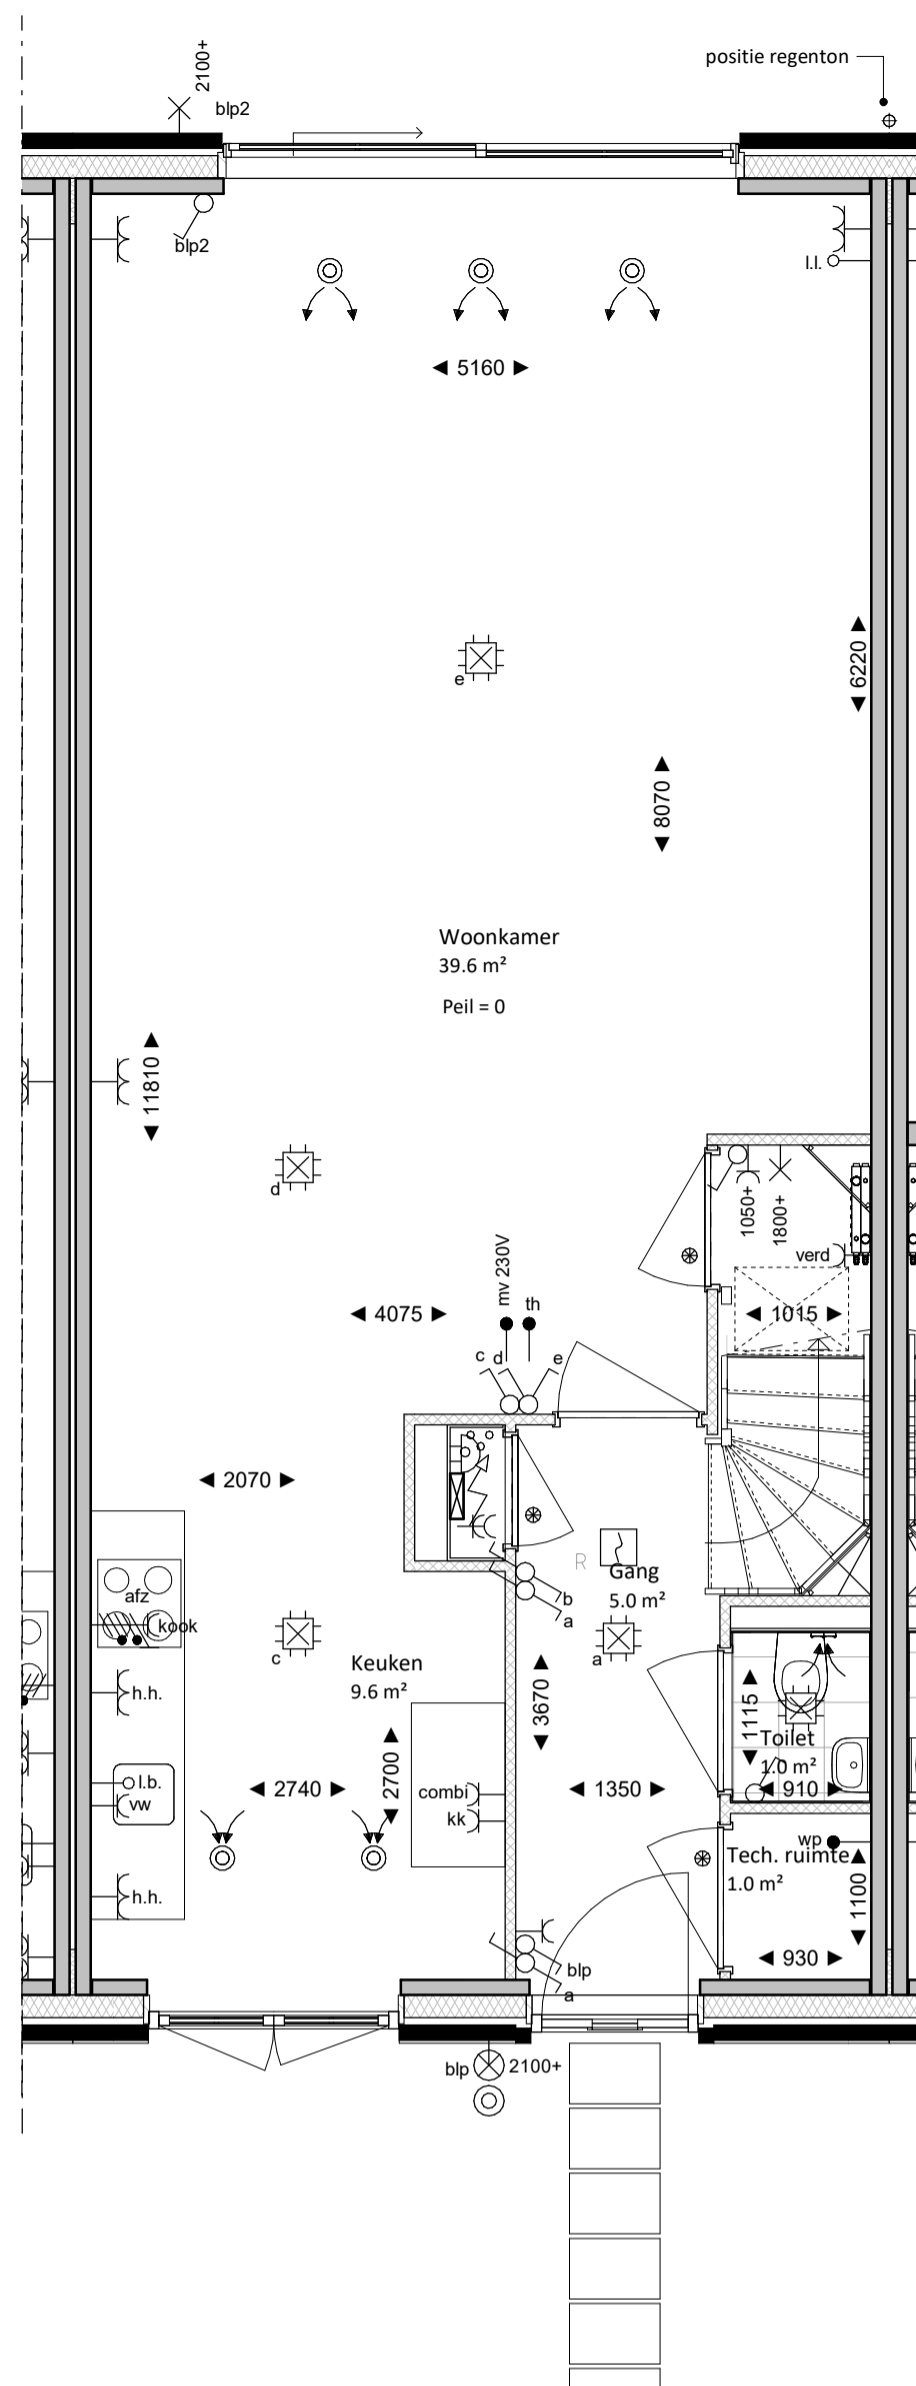 positie regenton
2100+
blp2
blp2
l.l.
5160
e
6220
8070
Woonkamer
39.6 m²
Peil = 0
11810
d
1050+
1800+
verd
mv 230V
th
4075
1015
c
d
e
2070
R
Gang
5.0 m²
b
a
afz
kook
c
a
Keuken
9.6 m²
h.h.
3670
1115
Toilet
1.0 m²
l.b.
vw
2740
2700
combi
kk
1350
910
wp
Tech. ruimte
1.0 m²
1100
h.h.
930
blp
a
blp
2100+